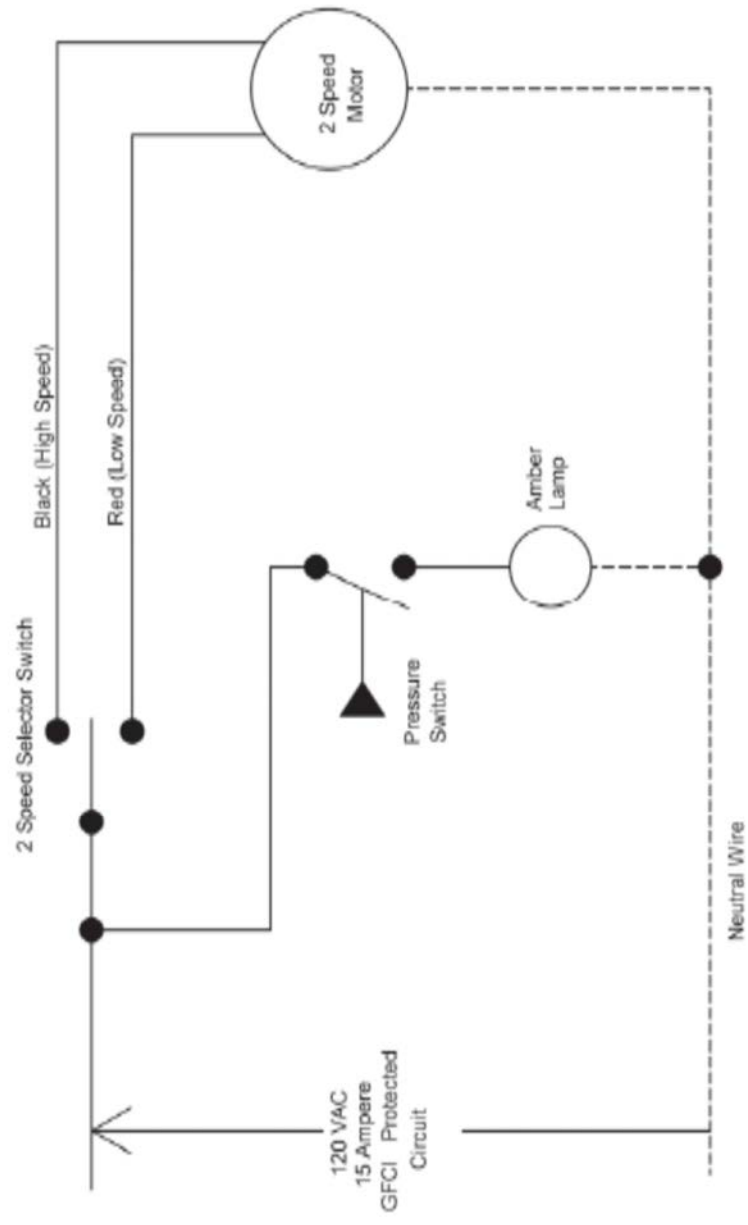 2 Speed
Motor
Black (High Speed)
Red (Low Speed)
2 Speed Selector Switch
Amber
Lamp
Pressure
Switch
120 VAC
15 Ampere
GFCI Protected
Circuit
Neutral Wire